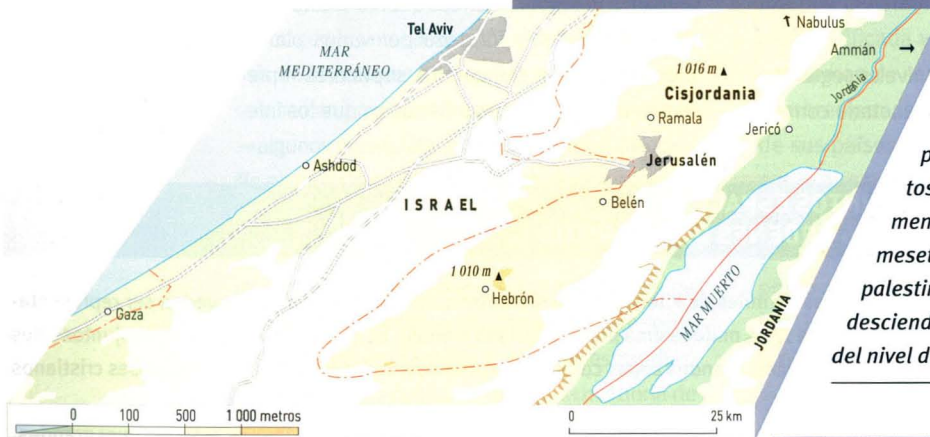 Tel Aviv
MAR
MEDITERRÁNEO
Nabulus
Ammán
1 016 m
Cisjordania
Jordania
Ramala
Jericó
Jerusalén
Ashdod
ISRAEL
Belén
1 010 m
Hebrón
MAR MUERTO
JORDANIA
Gaza
0 100 500 1 000 metros
0 25 km
p
tos
men
meset
palestin
desciend
del nivel d